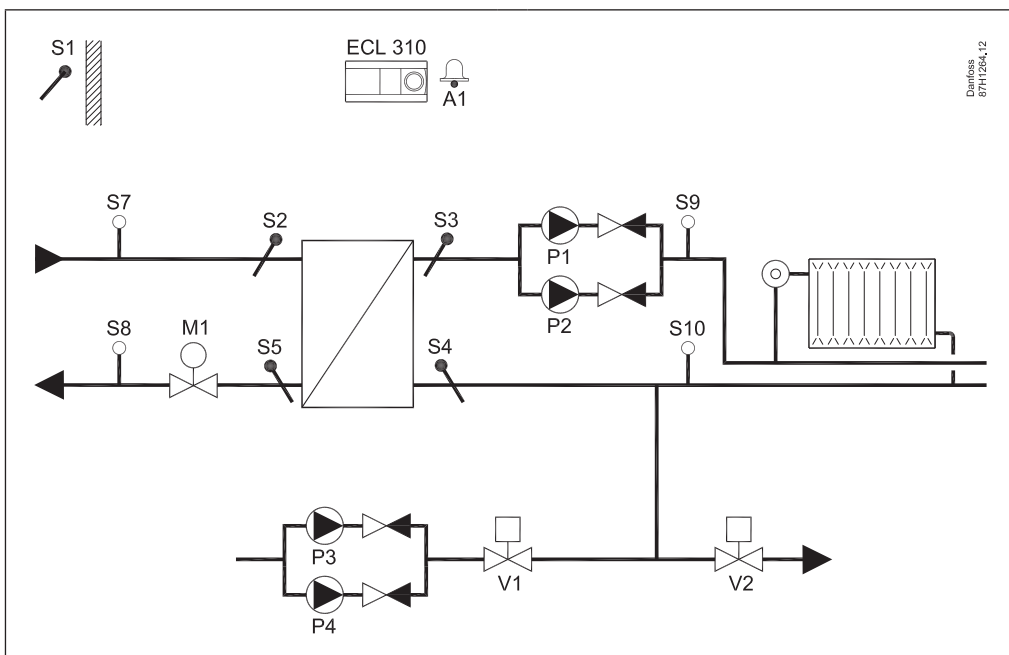 S1
ECL 310
A1
Danfoss
87H1264.12
S7
S2
S3
P1
S9
P2
S8
M1
S5
S4
S10
P3
V1
V2
P4